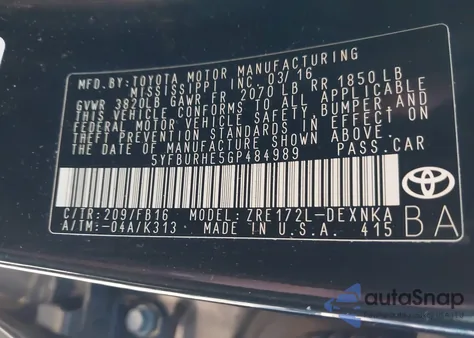 MFD.BY:TOYOTA MOTOR MANUFACTURING
MISSISSIPPI, INC. 03/16
GVWR 3820LB GAWR FR 2070 LB RR 1850LB
THIS VEHICLE CONFORMS TO ALL APPLICABLE
FEDERAL MOTOR VEHICLE SAFETY, BUMPER, AND
THEFT PREVENTION STANDARDS IN EFFECT ON
THE DATE OF MANUFACTURE SHOWN ABOVE.
5YFBURHE5GP484989 PASS.CAR
C/TR: 209/FB16 MODEL: ZRE172L-DEXNKA
A/TM:-04A/K313 MADE IN U.S.A. 415
BA
autoSnap